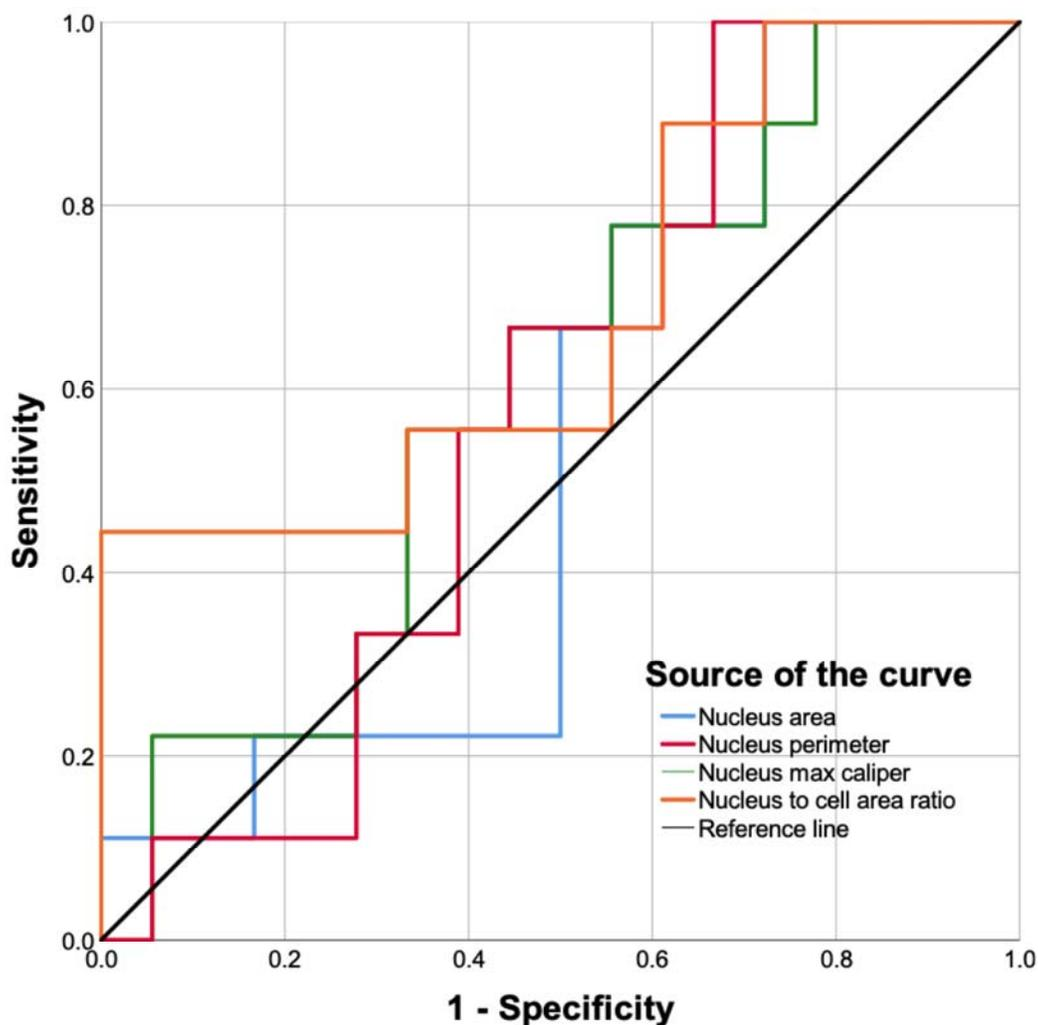 1.0
0.8
0.6
0.4
0.2
0.0
Sensitivity
0.0 0.2 0.4 0.6 0.8 1.0
1 - Specificity
Source of the curve
Nucleus area
Nucleus perimeter
Nucleus max caliper
Nucleus to cell area ratio
Reference line